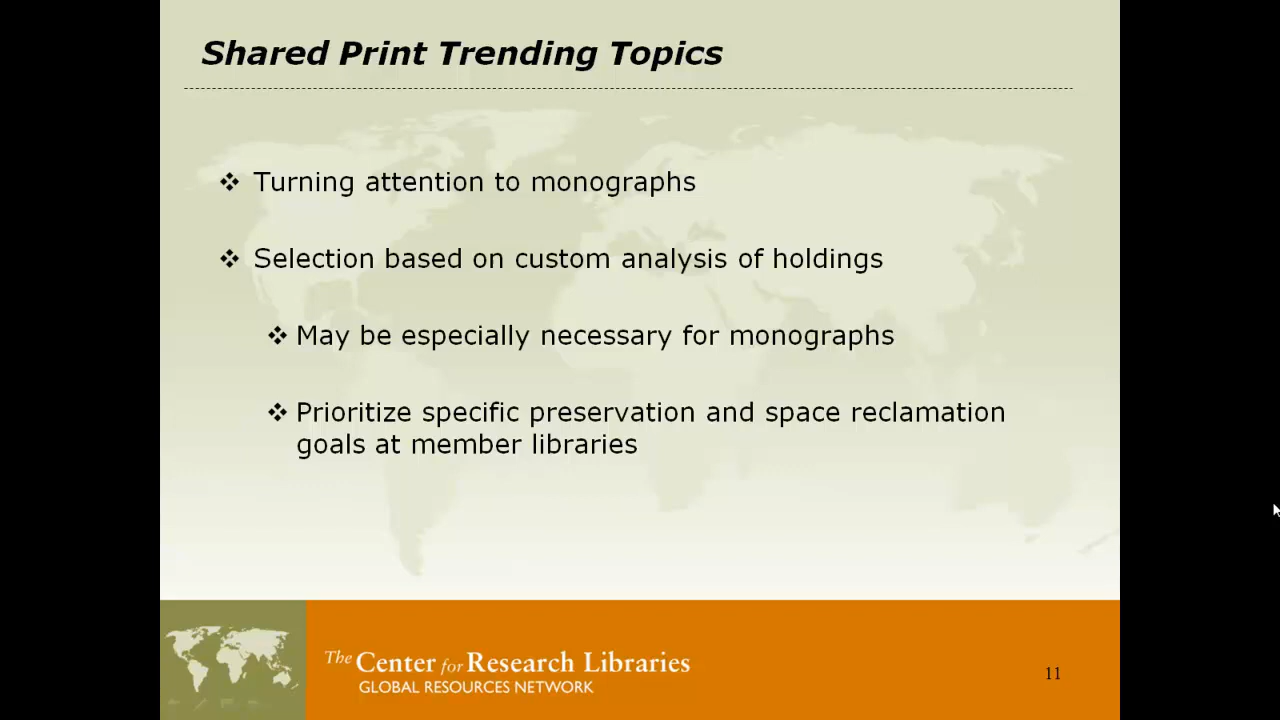 Shared Print Trending Topics
❖ Turning attention to monographs
❖ Selection based on custom analysis of holdings
❖ May be especially necessary for monographs
❖ Prioritize specific preservation and space reclamation
goals at member libraries
The Center for Research Libraries
GLOBAL RESOURCES NETWORK
11